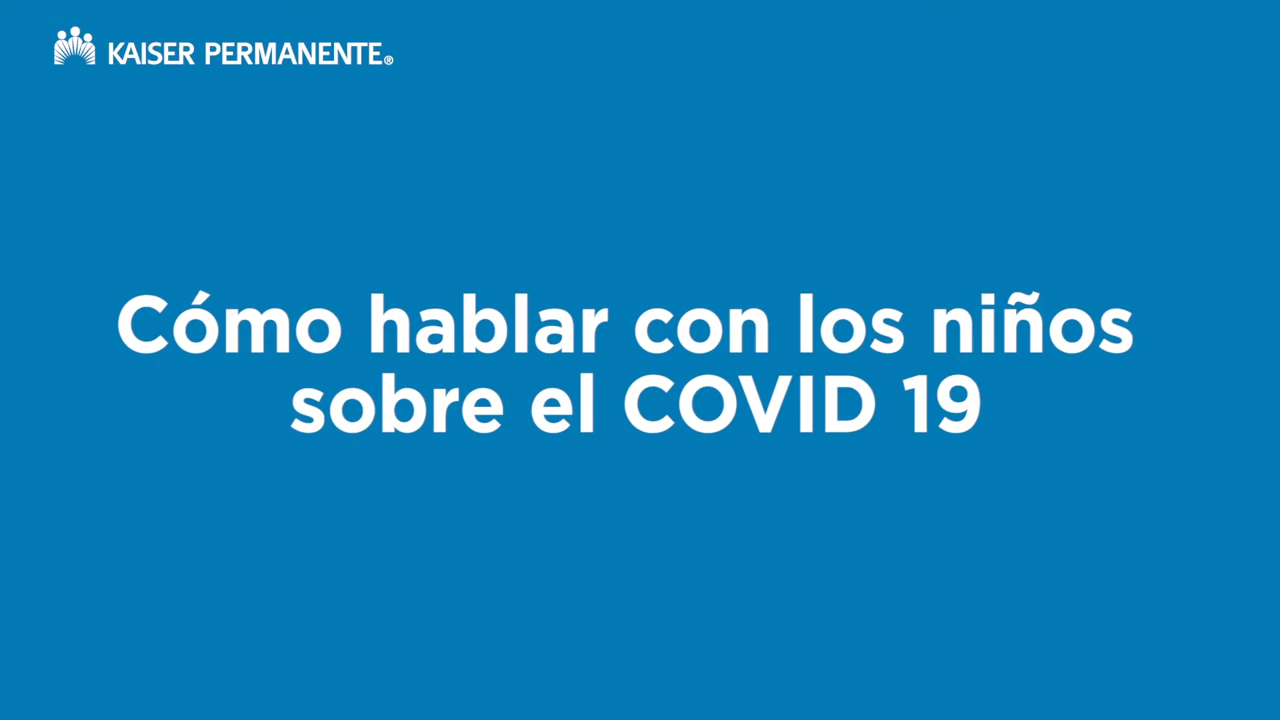 KAISER PERMANENTE®
Cómo hablar con los niños
sobre el COVID 19